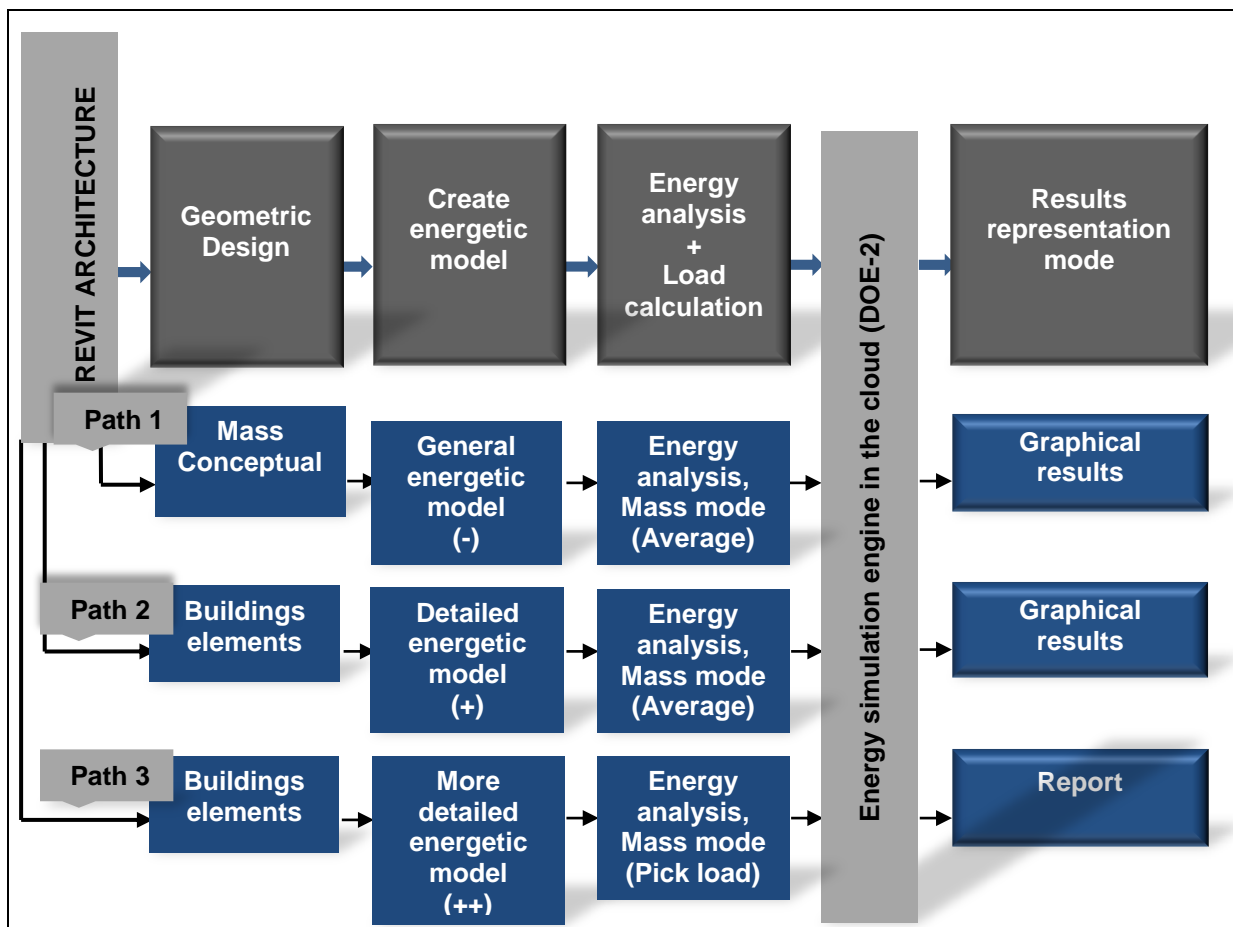 REVIT ARCHITECTURE
Geometric
Design
Create
energetic
model
Energy
analysis
+
Load
calculation
Energy simulation engine in the cloud (DOE-2)
Results
representation
mode
Path 1
Mass
Conceptual
General
energetic
model
(-)
Energy
analysis,
Mass mode
(Average)
Graphical
results
Path 2
Buildings
elements
Detailed
energetic
model
(+)
Energy
analysis,
Mass mode
(Average)
Graphical
results
Path 3
Buildings
elements
More
detailed
energetic
model
(++)
Energy
analysis,
Mass mode
(Pick load)
Report